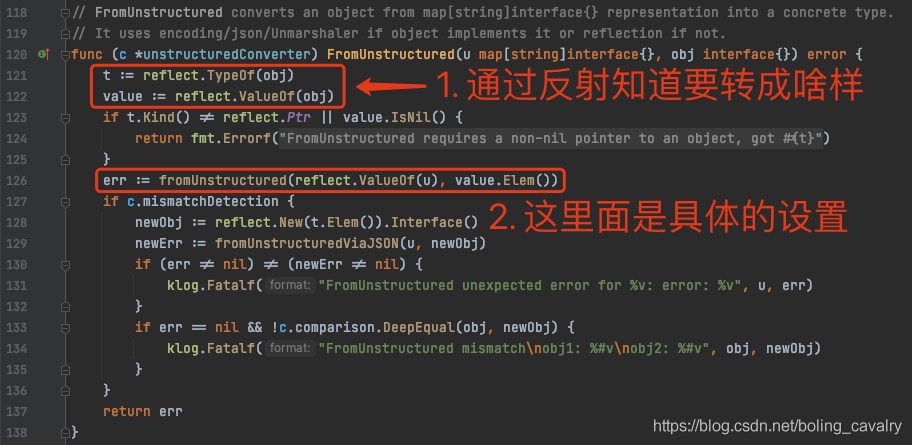 118 // FromUnstructured converts an object from map[string]interface{} representation into a concrete type.
119 // It uses encoding/json/Unmarshaler if object implements it or reflection if not.
120 func (c *unstructuredConverter) FromUnstructured(u map[string]interface{}, obj interface{}) error {
121 t := reflect.TypeOf(obj)
1. 通过反射知道要转成啥样
122 value := reflect.ValueOf(obj)
123 if t.Kind() ≠ reflect.Ptr || value.IsNil() {
124 return fmt.Errorf("FromUnstructured requires a non-nil pointer to an object, got #{t}")
125 }
126 err := fromUnstructured(reflect.ValueOf(u), value.Elem())
127 if c.mismatchDetection {
128 newObj := reflect.New(t.Elem()).Interface()
2. 这里面是具体的设置
129 newErr := fromUnstructuredViaJSON(u, newObj)
130 if (err ≠ nil) ≠ (newErr ≠ nil) {
131 klog.Fatalf( format: "FromUnstructured unexpected error for %v: error: %v", u, err)
132 }
133 if err == nil && !c.comparison.DeepEqual(obj, newObj) {
134 klog.Fatalf( format: "FromUnstructured mismatch\nobj1: %#v\nobj2: %#v", obj, newObj)
135 }
136 }
137 return err
138 }
https://blog.csdn.net/boling_cavalry